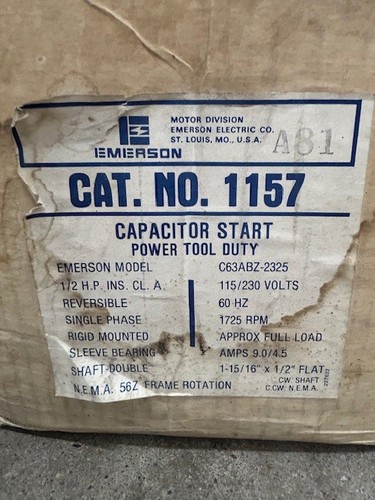 MOTOR DIVISION
EMERSON ELECTRIC CO.
ST. LOUIS, MO., U.S.A.
A81
EMERSON
CAT. NO. 1157
CAPACITOR START
POWER TOOL DUTY
EMERSON MODEL C63ABZ-2325
1/2 H.P. INS. CL. A 115/230 VOLTS
REVERSIBLE 60 HZ
SINGLE PHASE 1725 RPM
RIGID MOUNTED APPROX FULL LOAD
SLEEVE BEARING AMPS 9.0/4.5
SHAFT-DOUBLE 1-15/16" x 1/2" FLAT
N.E.M.A. 56Z FRAME ROTATION CW. SHAFT
C.CW. N.E.M.A.